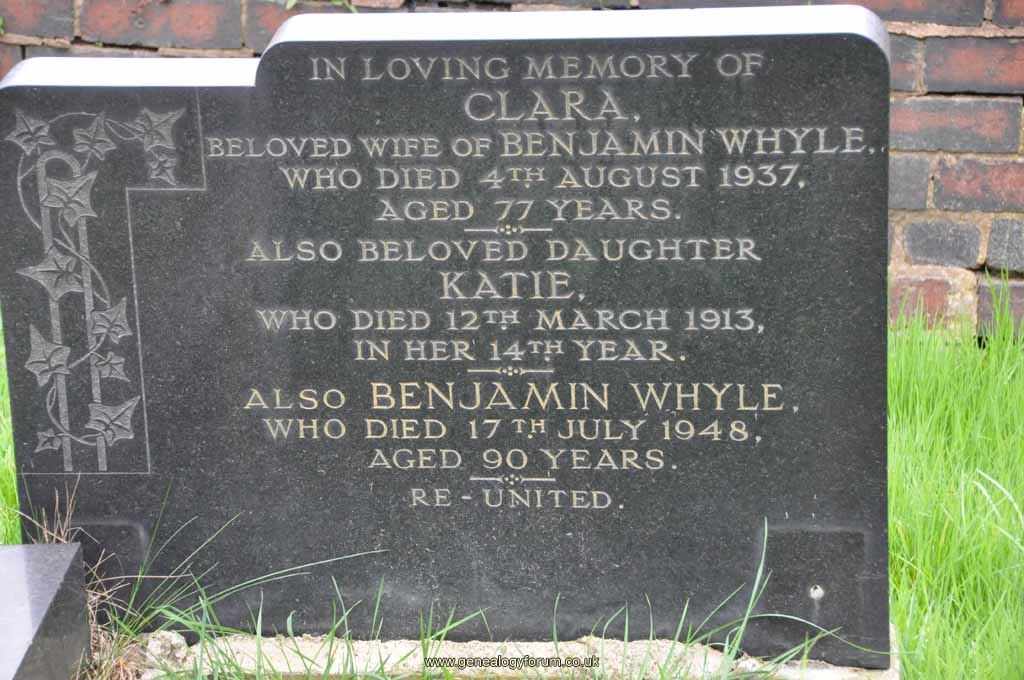 IN LOVING MEMORY OF
CLARA,
BELOVED WIFE OF BENJAMIN WHYLE,
WHO DIED 4TH AUGUST 1937,
AGED 77 YEARS.
ALSO BELOVED DAUGHTER
KATIE,
WHO DIED 12TH MARCH 1913,
IN HER 14TH YEAR.
ALSO BENJAMIN WHYLE,
WHO DIED 17TH JULY 1948,
AGED 90 YEARS.
RE-UNITED.
www.genealogyforum.co.uk